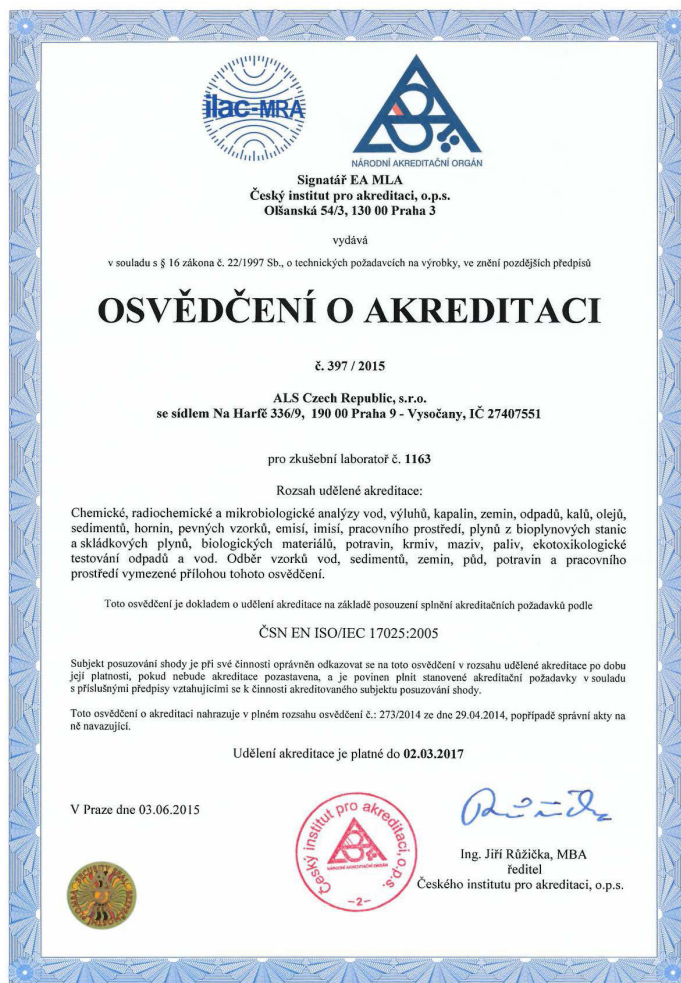 ilac-MRA
NÁRODNÍ AKREDITAČNÍ ORGÁN
Signatář EA MLA
Český institut pro akreditaci, o.p.s.
Olšanská 54/3, 130 00 Praha 3
vydává
v souladu s § 16 zákona č. 22/1997 Sb., o technických požadavcích na výrobky, ve znění pozdějších předpisů
OSVĚDČENÍ O AKREDITACI
č. 397 / 2015
ALS Czech Republic, s.r.o.
se sídlem Na Harfě 336/9, 190 00 Praha 9 - Vysočany, IČ 27407551
pro zkušební laboratoř č. 1163
Rozsah udělené akreditace:
Chemické, radiochemické a mikrobiologické analýzy vod, výluhů, kapalin, zemin, odpadů, kalů, olejů,
sedimentů, hornin, pevných vzorků, emisí, imisí, pracovního prostředí, plynů z bioplynových stanic
a skládkových plynů, biologických materiálů, potravin, krmiv, maziv, paliv, ekotoxikologické
testování odpadů a vod. Odběr vzorků vod, sedimentů, zemin, půd, potravin a pracovního
prostředí vymezené přílohou tohoto osvědčení.
Toto osvědčení je dokladem o udělení akreditace na základě posouzení splnění akreditačních požadavků podle
ČSN EN ISO/IEC 17025:2005
Subjekt posuzování shody je při své činnosti oprávněn odkazovat se na toto osvědčení v rozsahu udělené akreditace po dobu
její platnosti, pokud nebude akreditace pozastavena, a je povinen plnit stanovené akreditační požadavky v souladu
s příslušnými předpisy vztahujícími se k činnosti akreditovaného subjektu posuzování shody.
Toto osvědčení o akreditaci nahrazuje v plném rozsahu osvědčení č.: 273/2014 ze dne 29.04.2014, popřípadě správní akty na
ně navazující.
Udělení akreditace je platné do 02.03.2017
V Praze dne 03.06.2015
Český institut pro akreditaci, o.p.s.
NÁRODNÍ AKREDITAČNÍ ORGÁN
-2-
Ing. Jiří Růžička, MBA
ředitel
Českého institutu pro akreditaci, o.p.s.